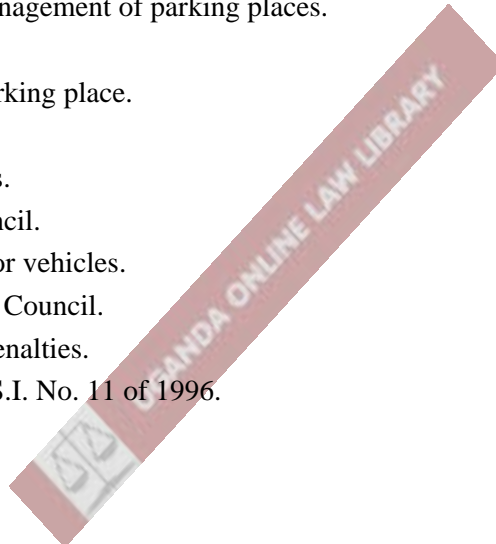 nagement of parking places.
rking place.
s.
ncil.
or vehicles.
Council.
enalties.
S.I. No. 11 of 1996.
UGANDA ONLINE LAW LIBRARY